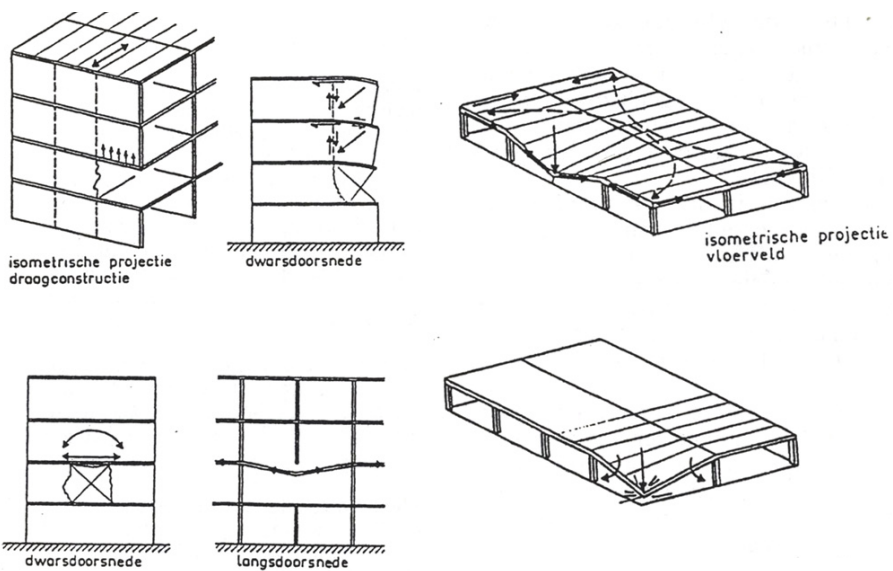 isometrische projectie
draagconstructie
dwarsdoorsnede
isometrische projectie
vloerveld
dwarsdoorsnede
langsdoorsnede